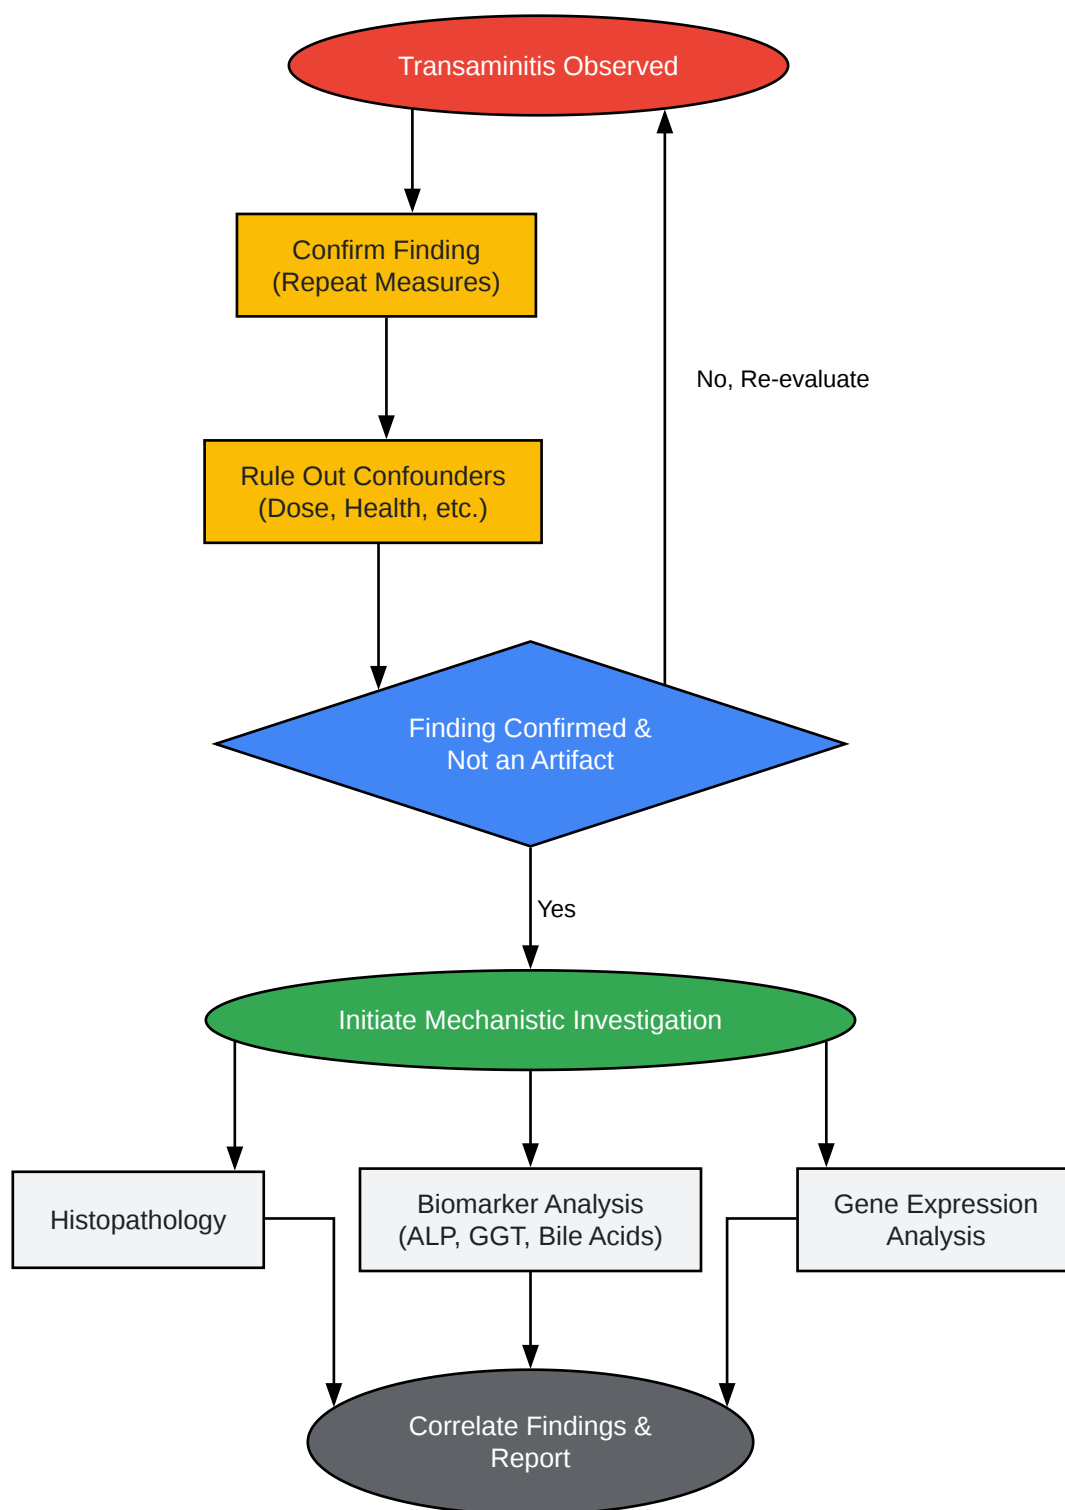 Transaminitis Observed
Confirm Finding
(Repeat Measures)
No, Re-evaluate
Rule Out Confounders
(Dose, Health, etc.)
Finding Confirmed &
Not an Artifact
Yes
Initiate Mechanistic Investigation
Histopathology
Biomarker Analysis
(ALP, GGT, Bile Acids)
Gene Expression
Analysis
Correlate Findings &
Report